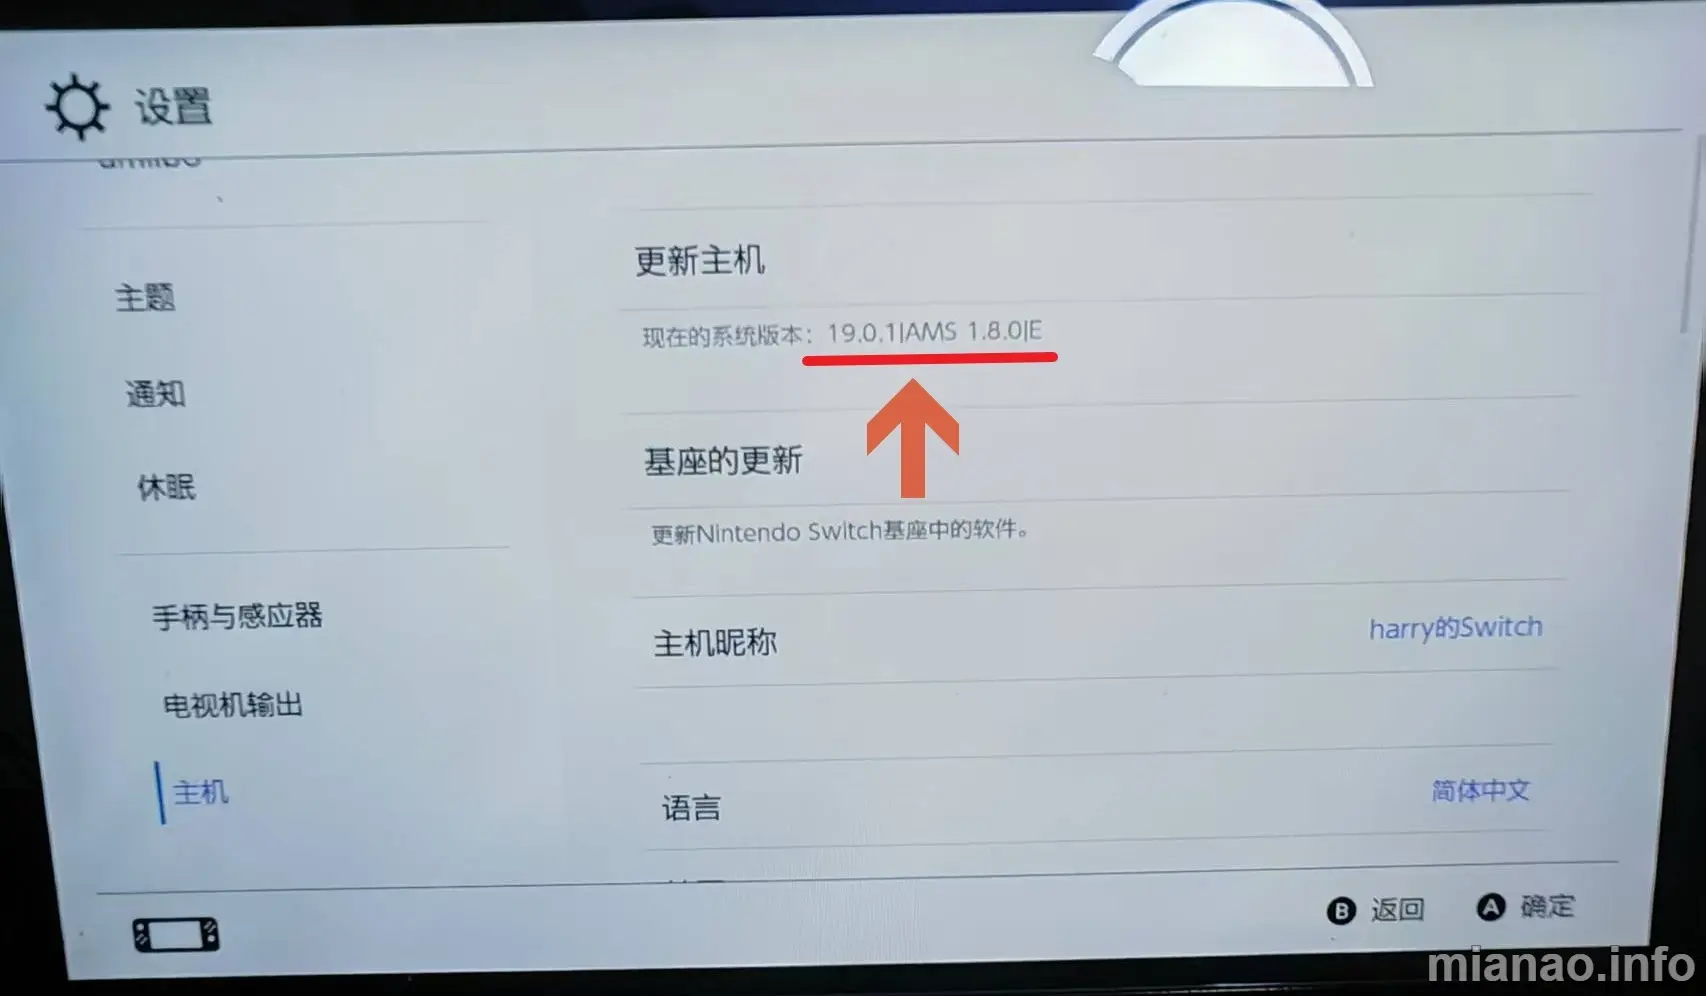 设置
amiibo
主题
通知
休眠
手柄与感应器
电视机输出
主机
更新主机
现在的系统版本：19.0.1|AMS 1.8.0|E
基座的更新
更新Nintendo Switch基座中的软件。
主机昵称
harry的Switch
语言
简体中文
B 返回
A 确定
mianao.info